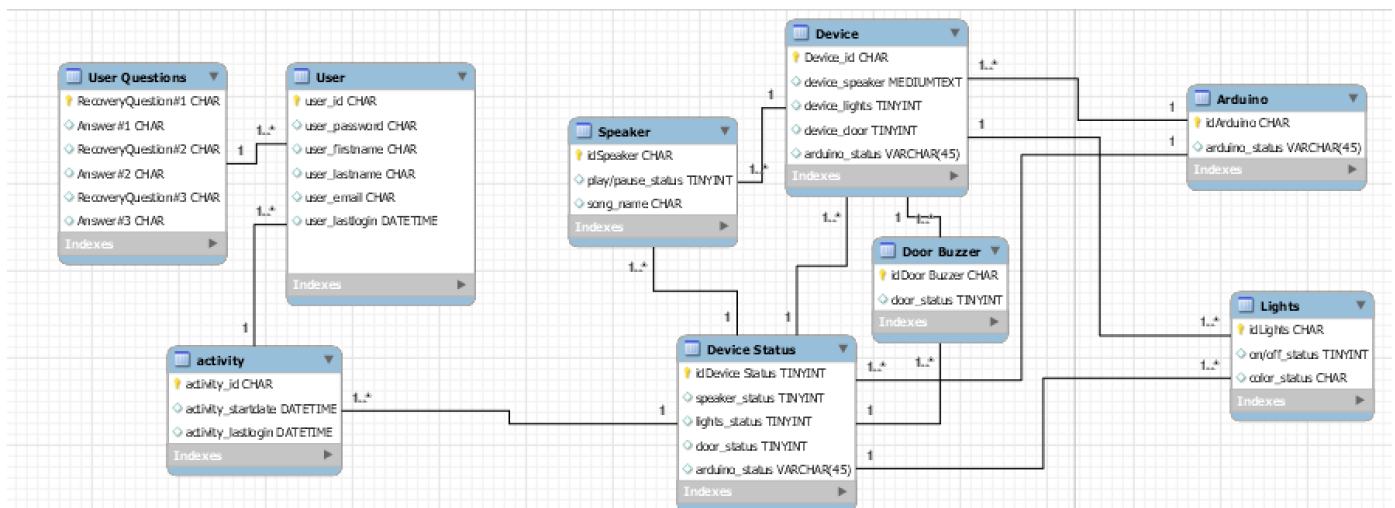 User Questions
RecoveryQuestion#1 CHAR
Answer#1 CHAR
RecoveryQuestion#2 CHAR
Answer#2 CHAR
RecoveryQuestion#3 CHAR
Answer#3 CHAR
Indexes
1
1..*
User
user_id CHAR
user_password CHAR
user_firstname CHAR
user_lastname CHAR
user_email CHAR
user_lastlogin DATETIME
Indexes
1..*
1
activity
activity_id CHAR
activity_startdate DATETIME
activity_lastlogin DATETIME
Indexes
1..*
1
Speaker
idSpeaker CHAR
play/pause_status TINYINT
song_name CHAR
Indexes
1
1..*
1..*
1
Device
Device_id CHAR
device_speaker MEDIUMTEXT
device_lights TINYINT
device_door TINYINT
arduino_status VARCHAR(45)
Indexes
1..*
1
1
1..*
1
1..*
1
Door Buzzer
idDoor Buzzer CHAR
door_status TINYINT
Indexes
Device Status
idDevice Status TINYINT
speaker_status TINYINT
lights_status TINYINT
door_status TINYINT
arduino_status VARCHAR(45)
Indexes
1..*
1..*
1
1
Arduino
idArduino CHAR
arduino_status VARCHAR(45)
Indexes
1
1
Lights
idLights CHAR
on/off_status TINYINT
color_status CHAR
Indexes
1..*
1..*